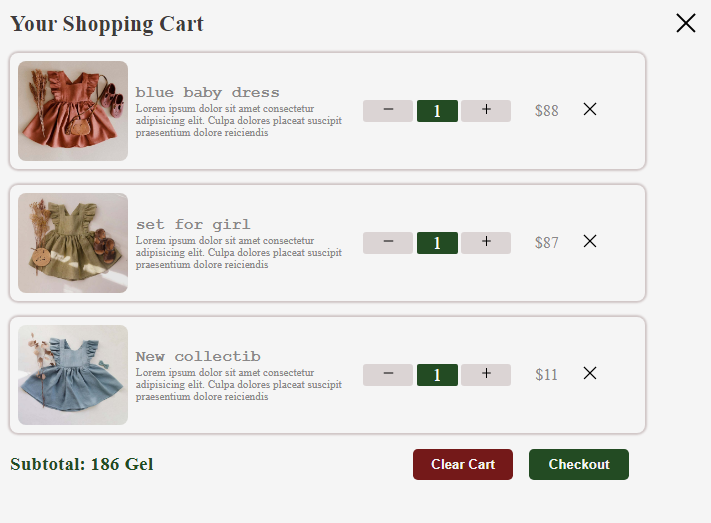 Your Shopping Cart
blue baby dress
Lorem ipsum dolor sit amet consectetur
adipisicing elit. Culpa dolores placeat suscipit
praesentium dolore reiciendis
− 1 + $88
set for girl
Lorem ipsum dolor sit amet consectetur
adipisicing elit. Culpa dolores placeat suscipit
praesentium dolore reiciendis
− 1 + $87
New collectib
Lorem ipsum dolor sit amet consectetur
adipisicing elit. Culpa dolores placeat suscipit
praesentium dolore reiciendis
− 1 + $11
Subtotal: 186 Gel
Clear Cart
Checkout